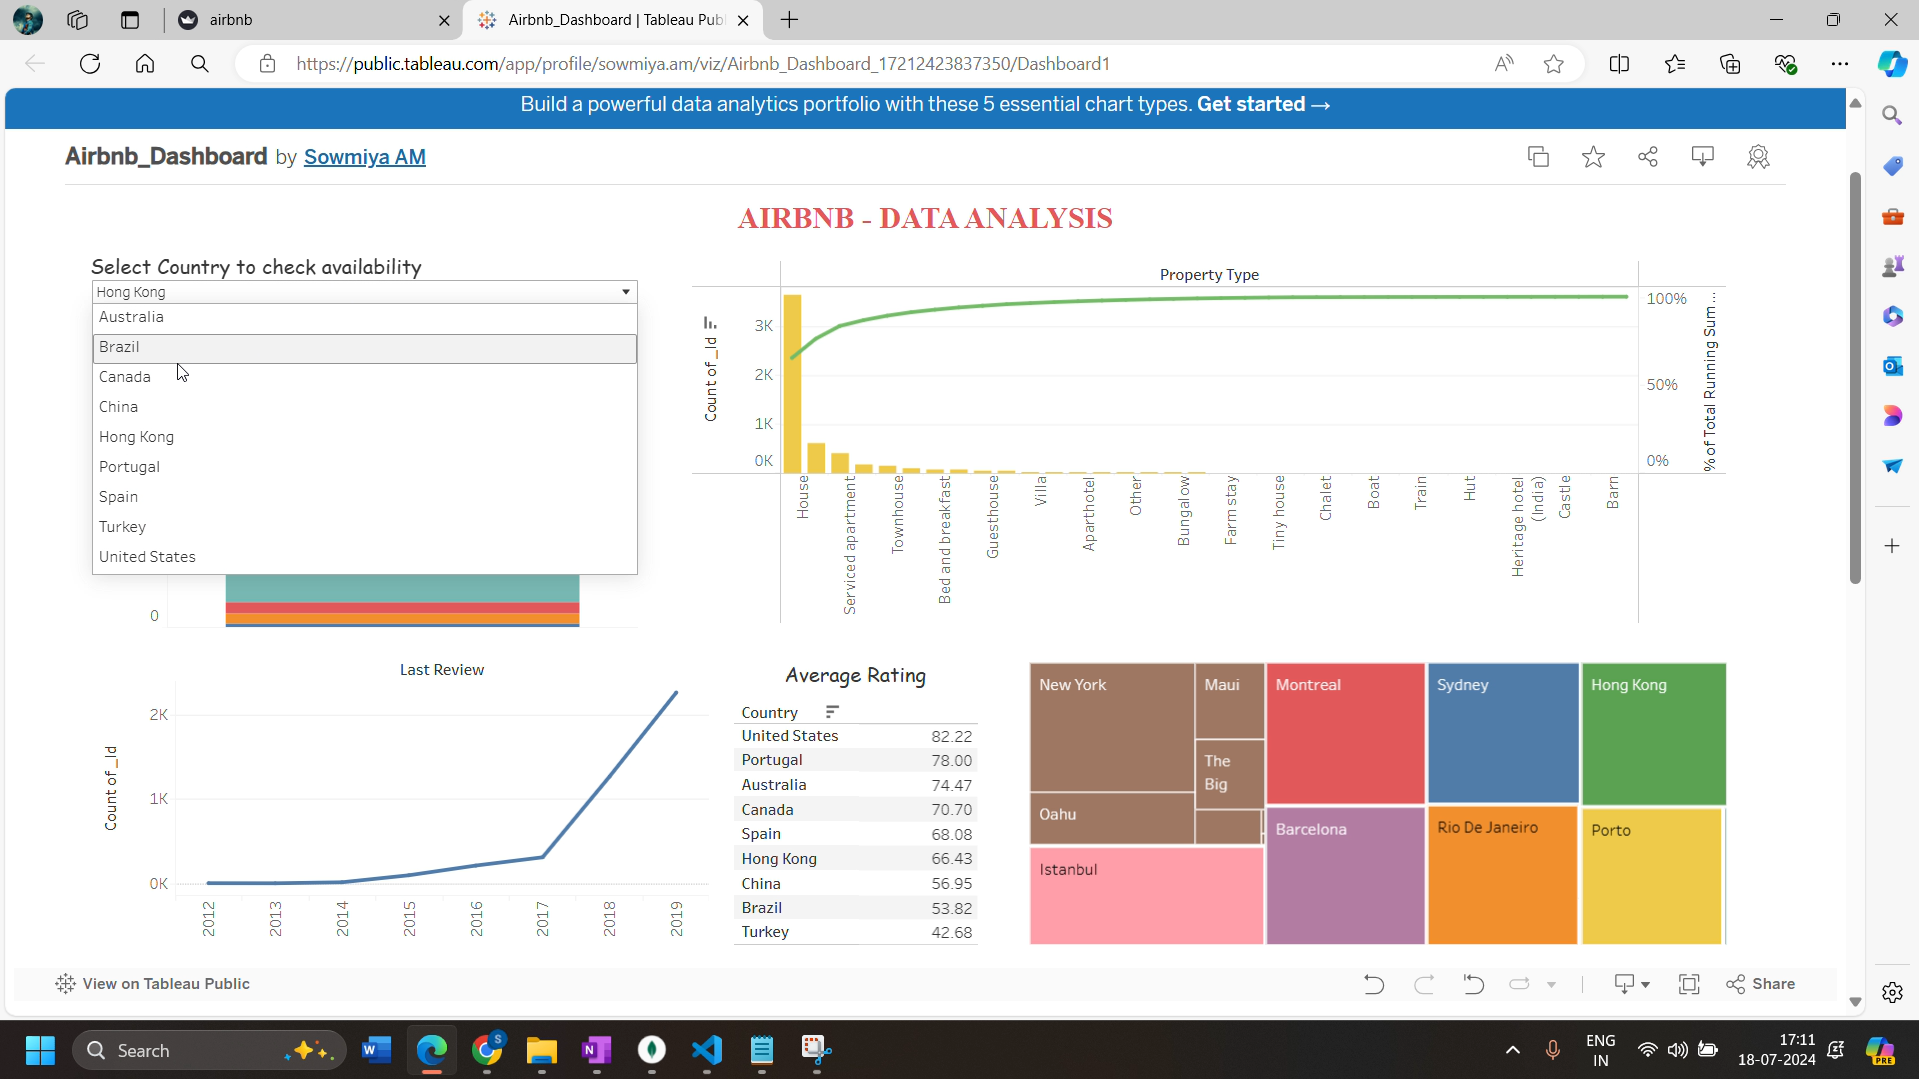 airbnb
Airbnb_Dashboard | Tableau Pub
https://public.tableau.com/app/profile/sowmiya.am/viz/Airbnb_Dashboard_17212423837350/Dashboard1
Build a powerful data analytics portfolio with these 5 essential chart types. Get started →
Airbnb_Dashboard by Sowmiya AM
AIRBNB - DATA ANALYSIS
Select Country to check availability
Hong Kong
Australia
Brazil
Canada
China
Hong Kong
Portugal
Spain
Turkey
United States
0
Property Type
Count of _Id
3K
2K
1K
0K
100%
50%
0%
% of Total Running Sum ...
House
Serviced apartment
Townhouse
Bed and breakfast
Guesthouse
Villa
Aparthotel
Other
Bungalow
Farm stay
Tiny house
Chalet
Boat
Train
Hut
Heritage hotel
(India)
Castle
Barn
Last Review
Count of _Id
2K
1K
0K
2012
2013
2014
2015
2016
2017
2018
2019
Average Rating
Country
United States 82.22
Portugal 78.00
Australia 74.47
Canada 70.70
Spain 68.08
Hong Kong 66.43
China 56.95
Brazil 53.82
Turkey 42.68
New York
Maui
The
Big
Oahu
Istanbul
Montreal
Barcelona
Sydney
Rio De Janeiro
Hong Kong
Porto
View on Tableau Public
Share
Search
ENG
IN
17:11
18-07-2024
PRE